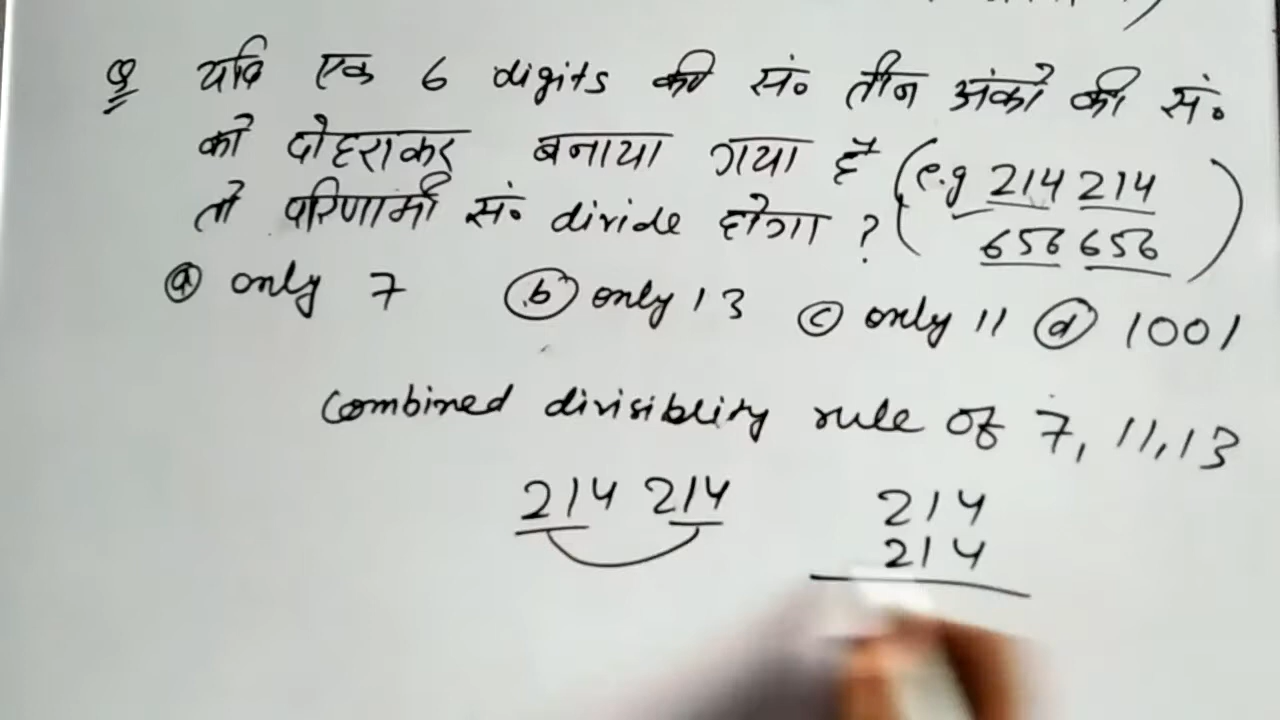 Q यदि एक 6 digits की सं० तीन अंको की सं०
को दोहराकर बनाया गया है (e.g 214 214
तो परिणामी सं० divide होगा ? 656 656)
(a) only 7 (b) only 13 (c) only 11 (d) 1001
Combined divisiblity rule of 7, 11, 13
214 214 214
214